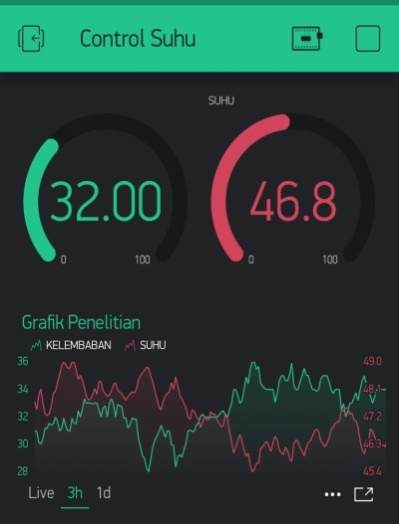 Control Suhu
SUHU
32.00
46.8
0 100
0 100
Grafik Penelitian
KELEMBABAN SUHU
36 49.0
34 48.1
32 47.2
30 46.3
28 45.4
Live 3h 1d